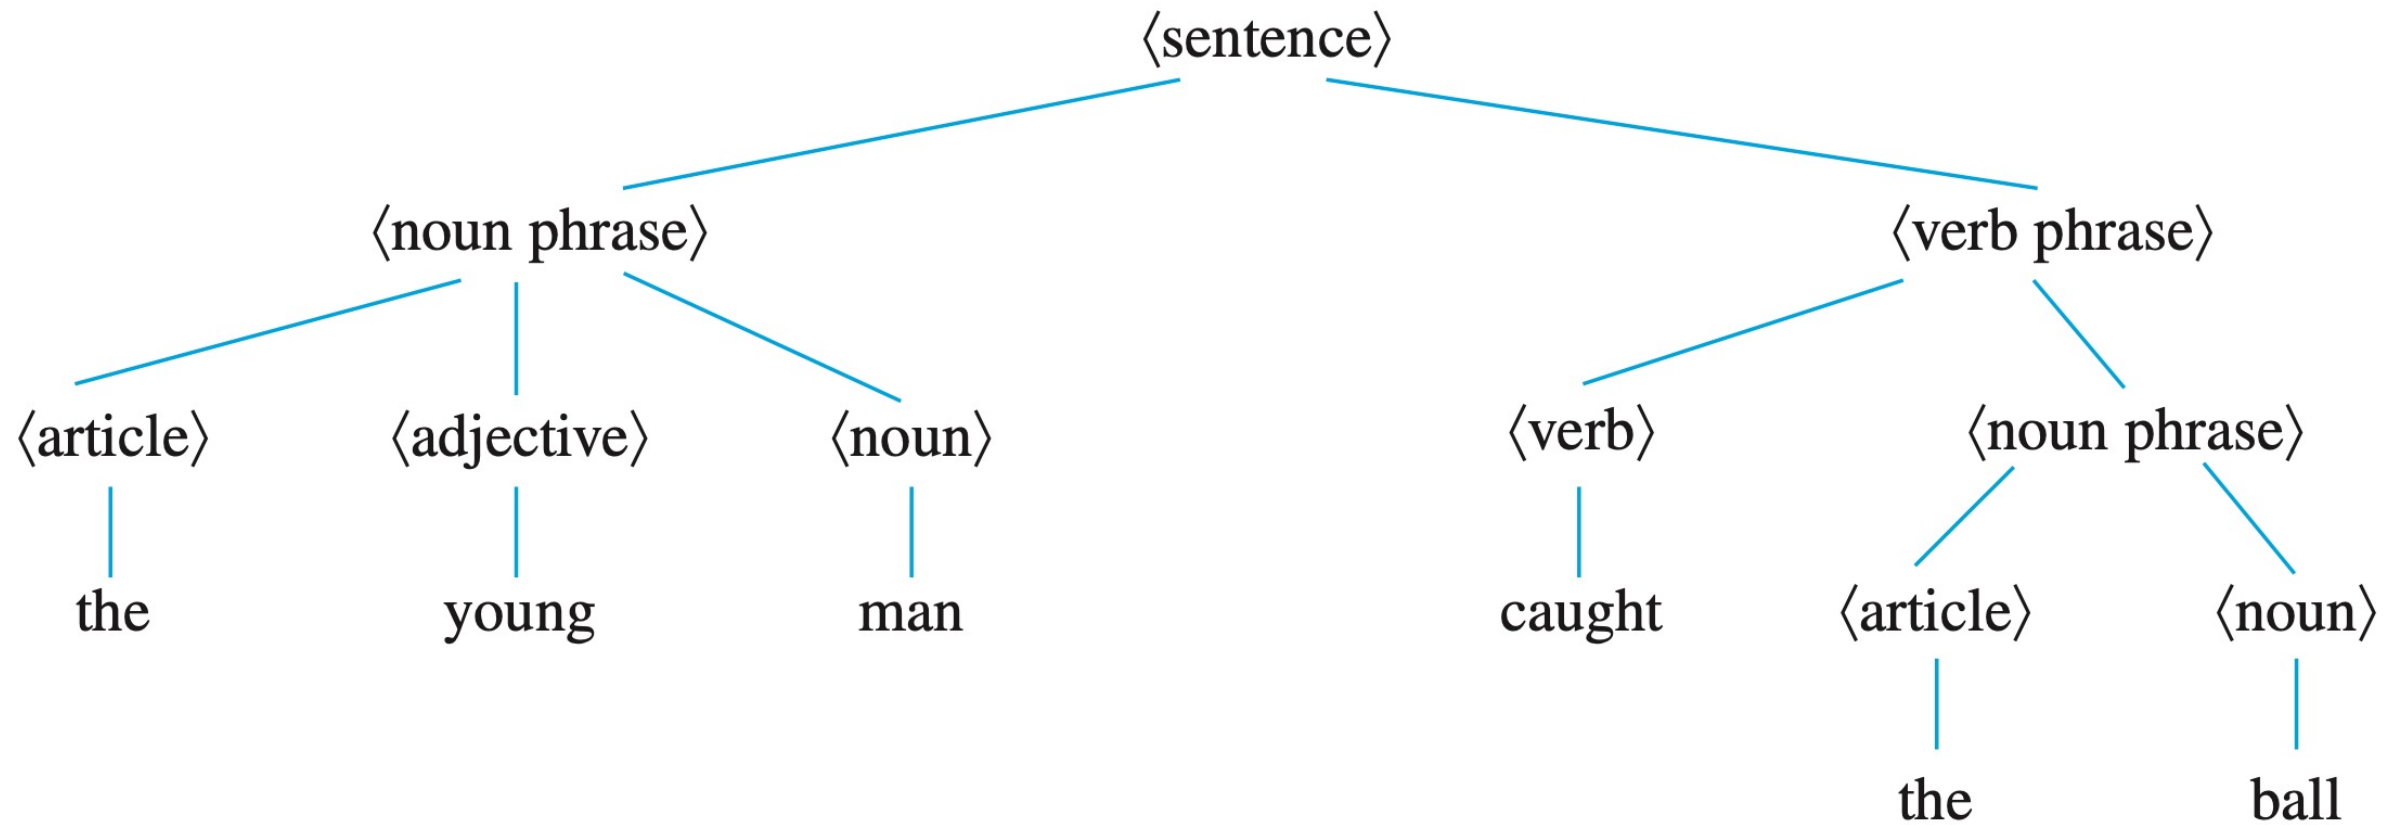 ⟨sentence⟩
⟨noun phrase⟩ ⟨verb phrase⟩
⟨article⟩ ⟨adjective⟩ ⟨noun⟩ ⟨verb⟩ ⟨noun phrase⟩
the young man caught ⟨article⟩ ⟨noun⟩
the ball